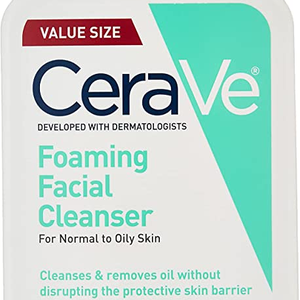 VALUE SIZE
CeraVe®
DEVELOPED WITH DERMATOLOGISTS
Foaming
Facial
Cleanser
For Normal to Oily Skin
Cleanses & removes oil without
disrupting the protective skin barrier